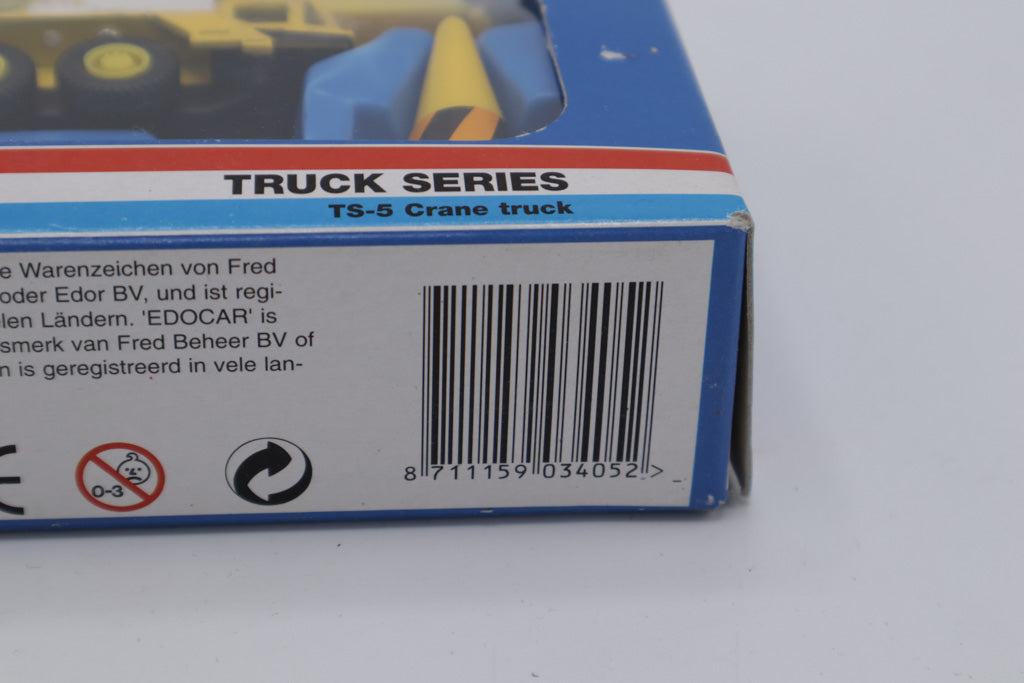 TRUCK SERIES
TS-5 Crane truck
e Warenzeichen von Fred
oder Edor BV, und ist regi-
len Ländern. 'EDOCAR' is
smerk van Fred Beheer BV of
n is geregistreerd in vele lan-
CE
0-3
8 711159 034052 >